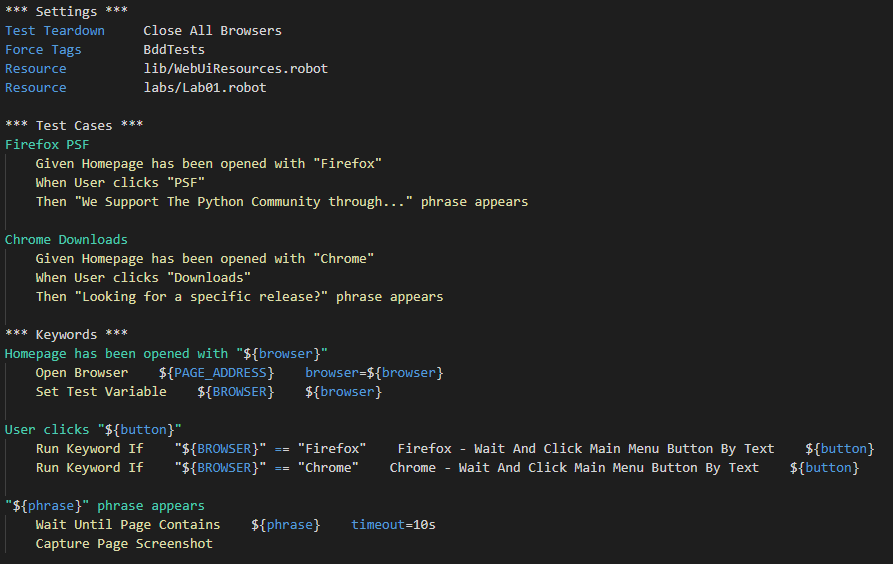 *** Settings ***
Test Teardown     Close All Browsers
Force Tags        BddTests
Resource          lib/WebUiResources.robot
Resource          labs/Lab01.robot

*** Test Cases ***
Firefox PSF
    Given Homepage has been opened with "Firefox"
    When User clicks "PSF"
    Then "We Support The Python Community through..." phrase appears

Chrome Downloads
    Given Homepage has been opened with "Chrome"
    When User clicks "Downloads"
    Then "Looking for a specific release?" phrase appears

*** Keywords ***
Homepage has been opened with "${browser}"
    Open Browser    ${PAGE_ADDRESS}    browser=${browser}
    Set Test Variable    ${BROWSER}    ${browser}

User clicks "${button}"
    Run Keyword If    "${BROWSER}" == "Firefox"    Firefox - Wait And Click Main Menu Button By Text    ${button}
    Run Keyword If    "${BROWSER}" == "Chrome"    Chrome - Wait And Click Main Menu Button By Text    ${button}

"${phrase}" phrase appears
    Wait Until Page Contains    ${phrase}    timeout=10s
    Capture Page Screenshot